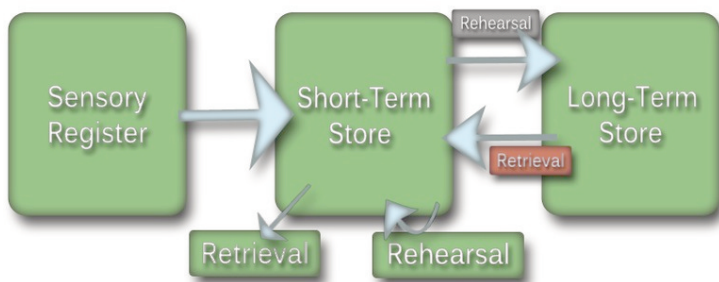 Rehearsal
Sensory
Register
Short-Term
Store
Long-Term
Store
Retrieval
Retrieval
Rehearsal